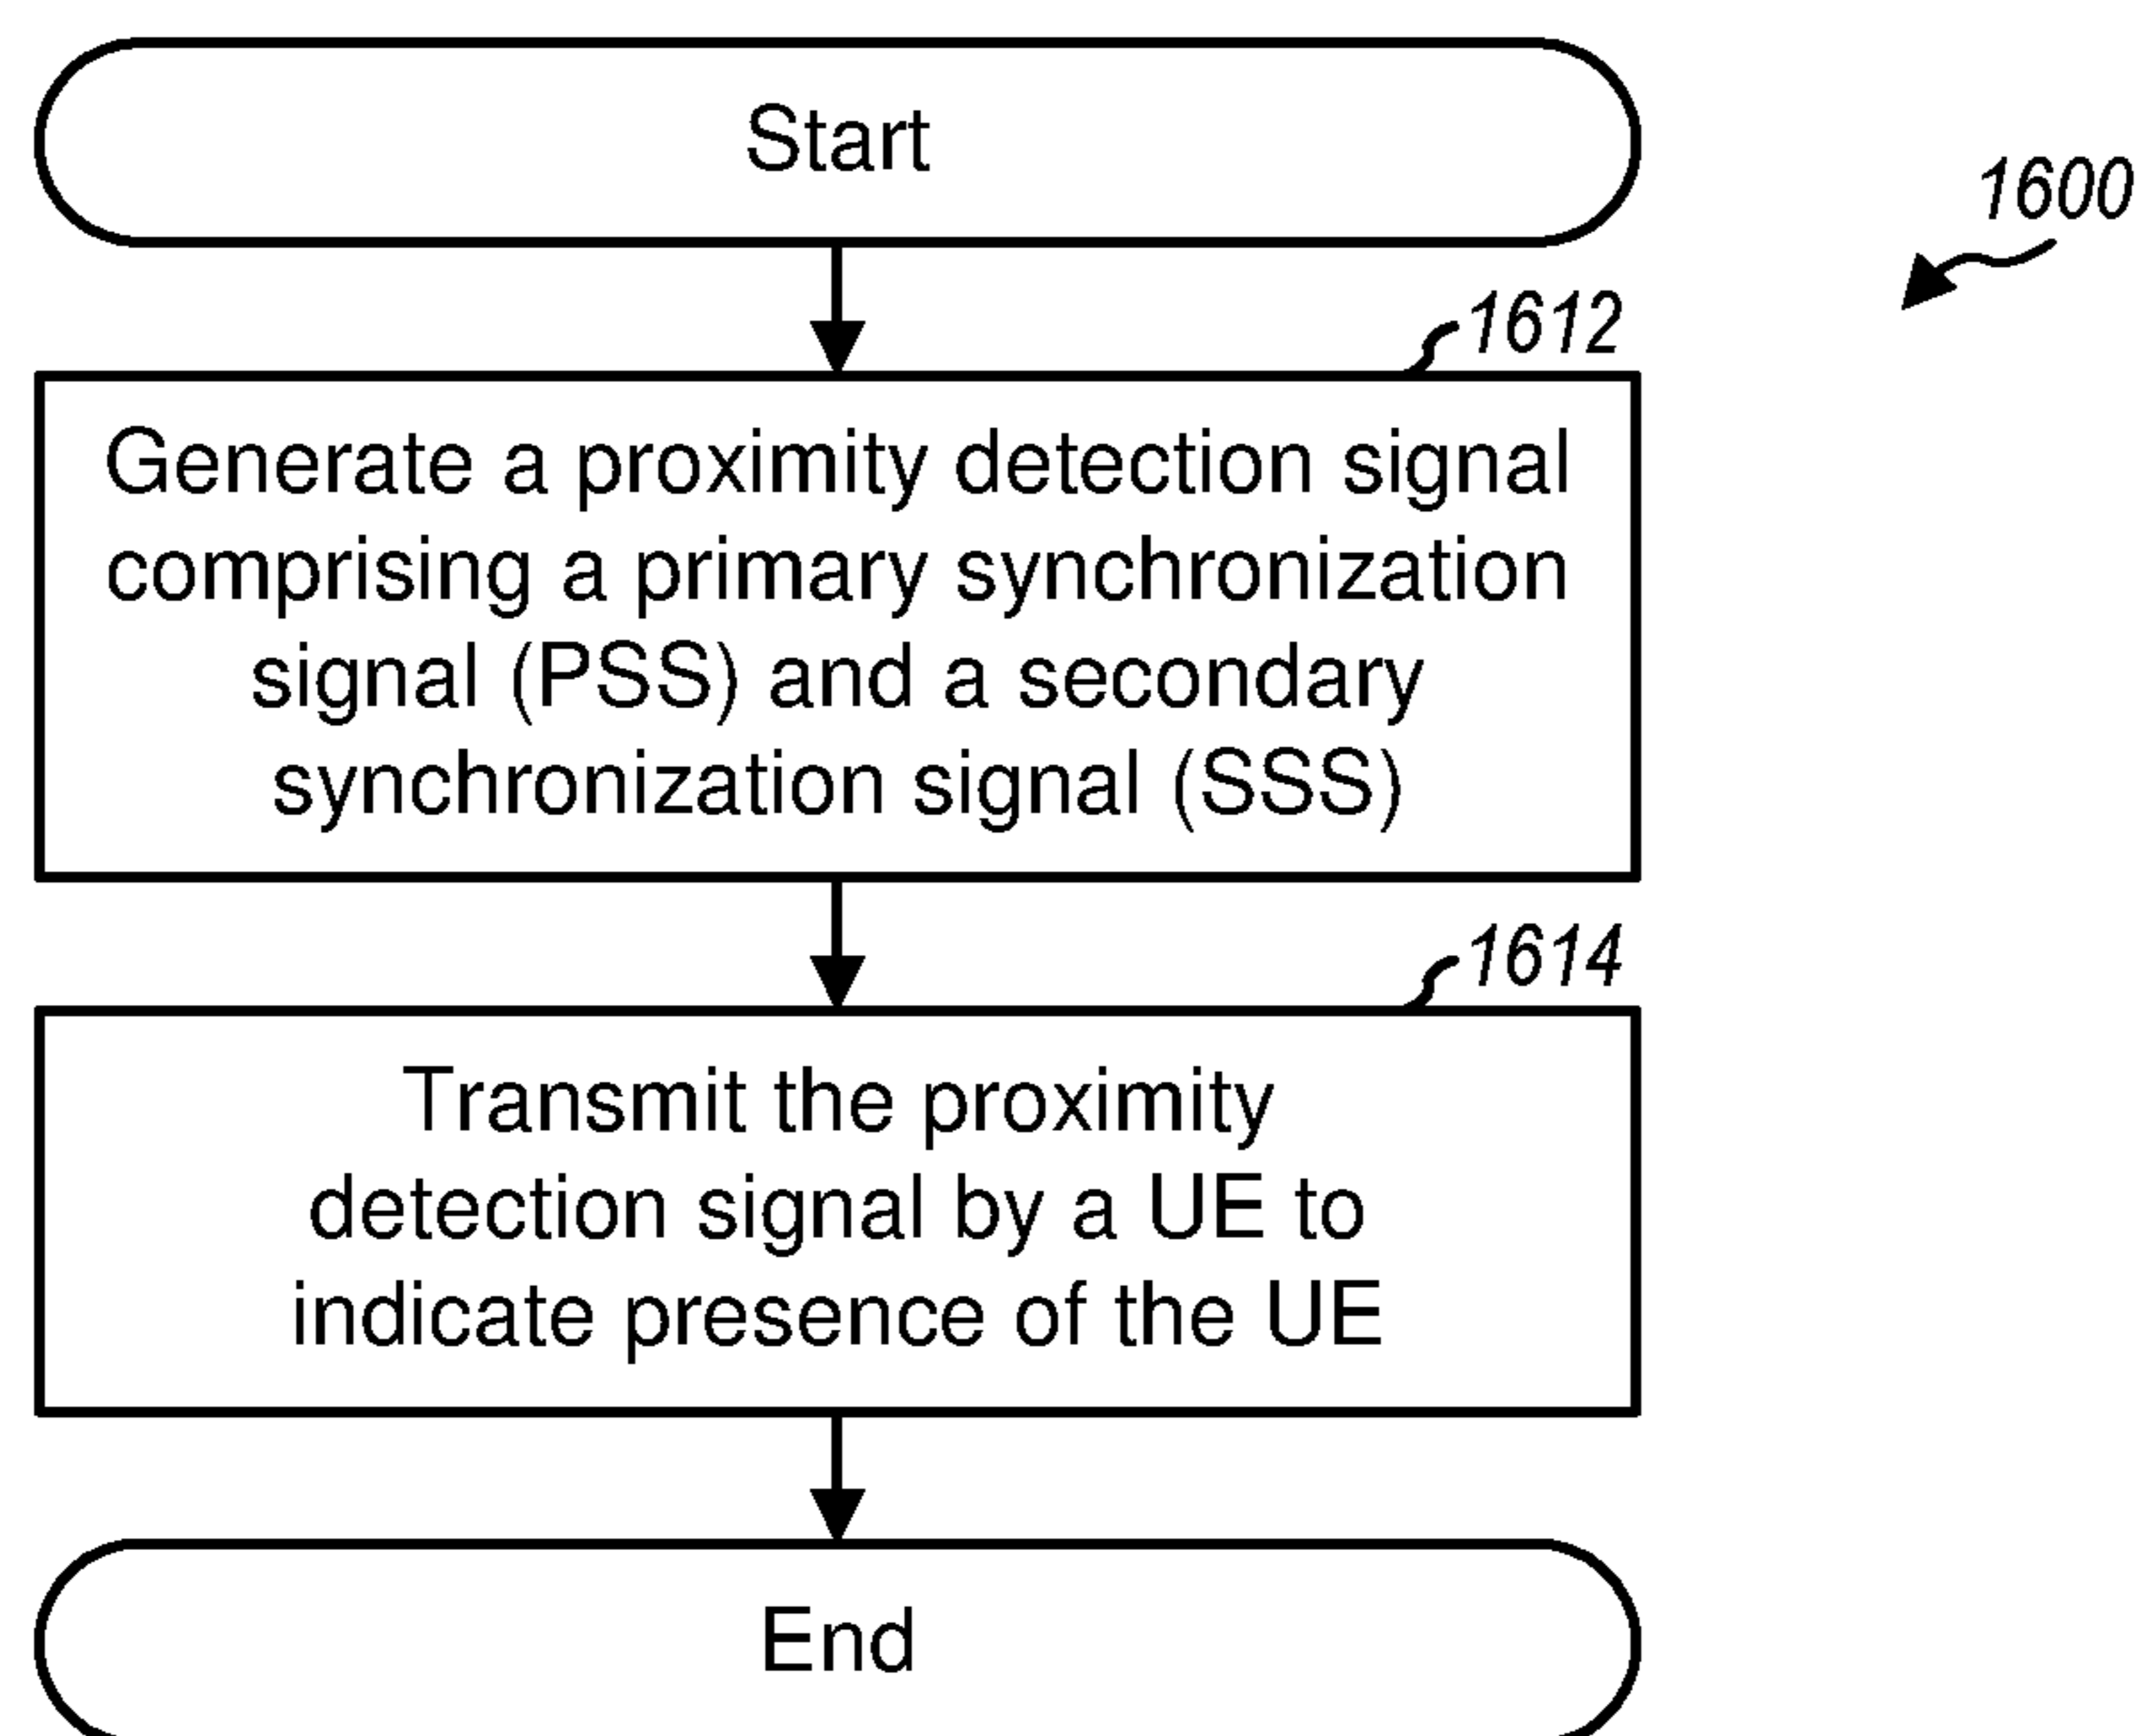 Start
1600
1612
Generate a proximity detection signal
comprising a primary synchronization
signal (PSS) and a secondary
synchronization signal (SSS)
1614
Transmit the proximity
detection signal by a UE to
indicate presence of the UE
End